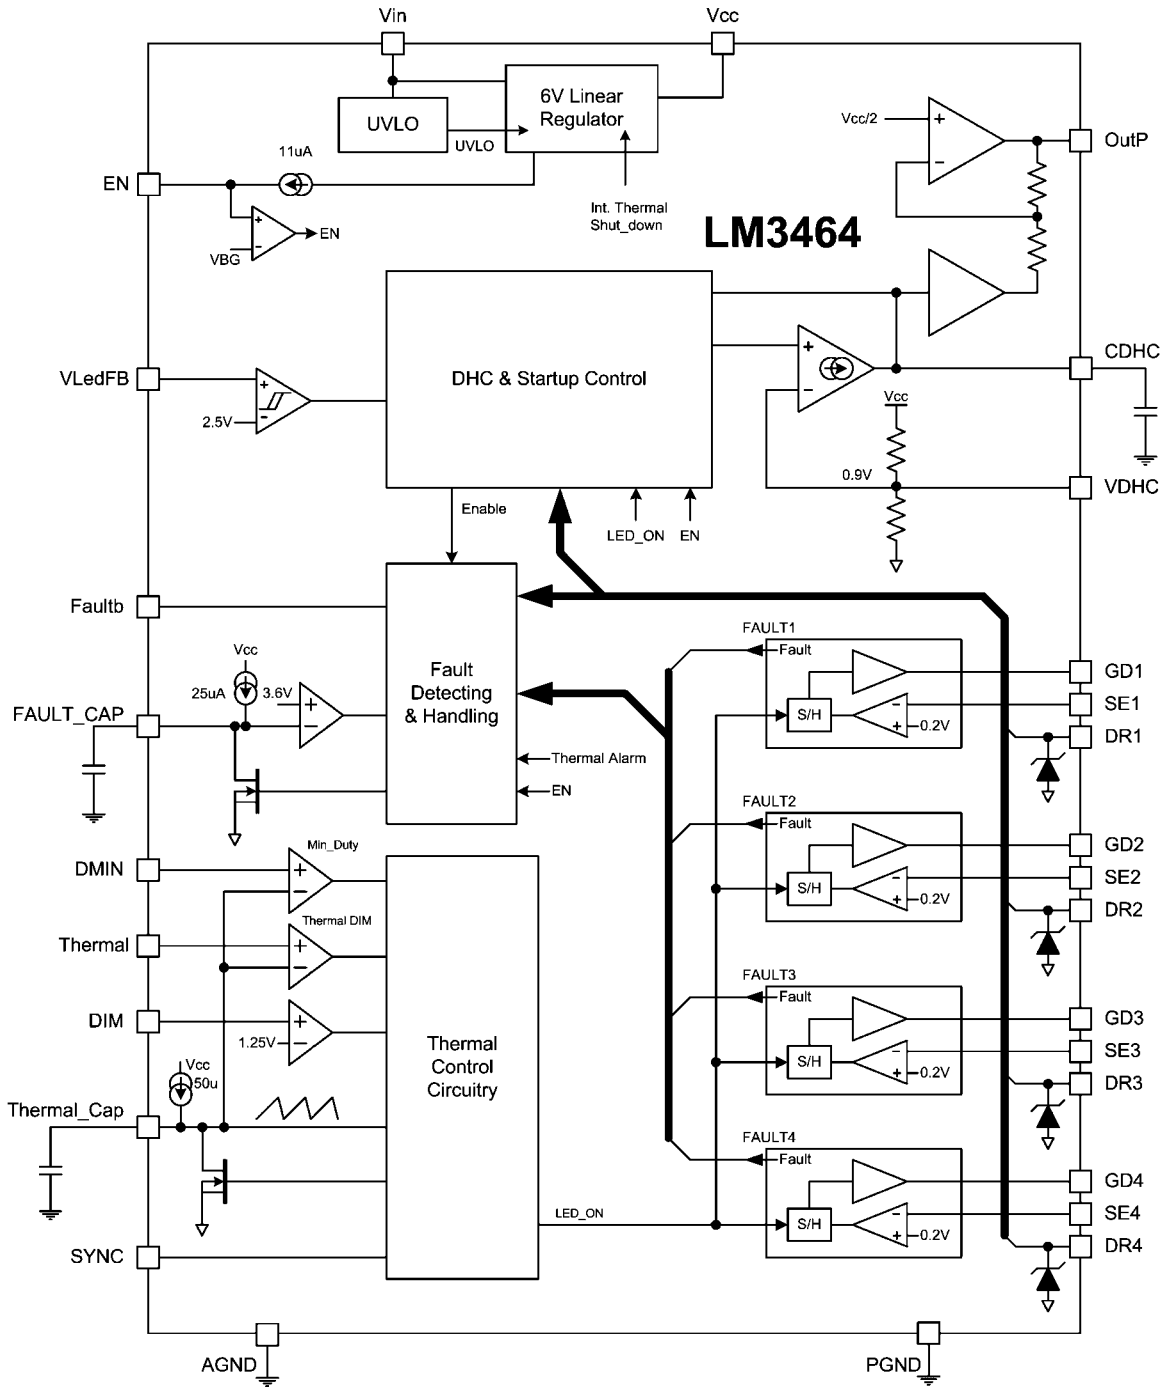 Vin
Vcc
6V Linear
Regulator
UVLO
UVLO
11uA
EN
EN
VBG
Int. Thermal
Shut_down
LM3464
Vcc/2
+
−
OutP
DHC & Startup Control
VLedFB
+
2.5V
-
+
−
CDHC
Vcc
0.9V
VDHC
Enable
LED_ON
EN
Faultb
Fault
Detecting
& Handling
Vcc
25uA
3.6V
+
−
FAULT_CAP
Thermal Alarm
EN
FAULT1
Fault
S/H
−
+
0.2V
GD1
SE1
DR1
FAULT2
Fault
S/H
−
+
0.2V
GD2
SE2
DR2
FAULT3
Fault
S/H
−
+
0.2V
GD3
SE3
DR3
FAULT4
Fault
S/H
−
+
0.2V
GD4
SE4
DR4
DMIN
Min_Duty
+
−
Thermal
Thermal DIM
+
−
DIM
+
1.25V
−
Thermal
Control
Circuitry
Vcc
50u
Thermal_Cap
LED_ON
SYNC
AGND
PGND